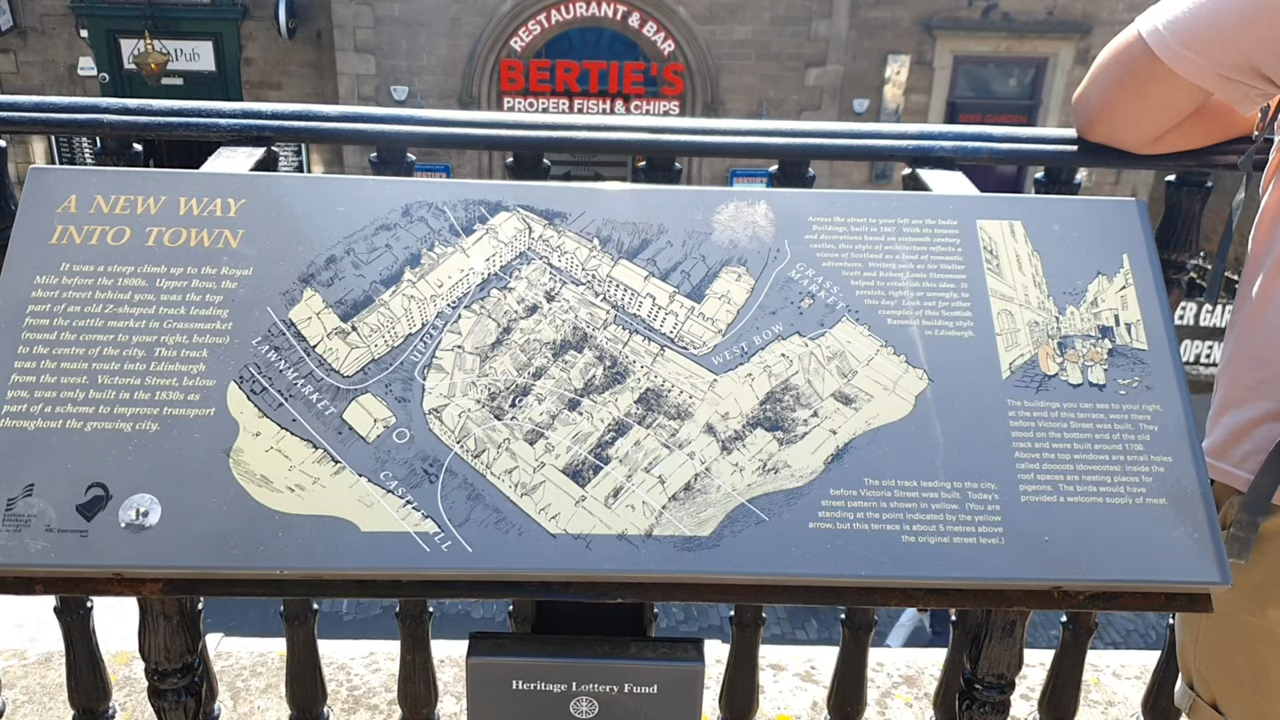 Pub
RESTAURANT & BAR
BERTIE'S
PROPER FISH & CHIPS
BEER GARDEN
BERTIE'S
BERTIE'S
ER GAR
OPEN
A NEW WAY
INTO TOWN
It was a steep climb up to the Royal
Mile before the 1800s. Upper Bow, the
short street behind you, was the top
part of an old Z-shaped track leading
from the cattle market in Grassmarket
(round the corner to your right, below)
to the centre of the city. This track
was the main route into Edinburgh
from the west. Victoria Street, below
you, was only built in the 1830s as
part of a scheme to improve transport
throughout the growing city.
LAWNMARKET
UPPER
CASTLEHILL
WEST BOW
GRASS-
MARKET
Across the street to your left are the India
Buildings, built in 1867. With its towers
and decorations based on sixteenth century
castles, this style of architecture reflects a
vision of Scotland as a land of romantic
adventures. Writers such as Sir Walter
Scott and Robert Louis Stevenson
helped to establish this idea. It
persists, rightly or wrongly, to
this day! Look out for other
examples of this Scottish
Baronial building style
in Edinburgh.
The old track leading to the city,
before Victoria Street was built. Today's
street pattern is shown in yellow. (You are
standing at the point indicated by the yellow
arrow, but this terrace is about 5 metres above
the original street level.)
The buildings you can see to your right,
at the end of this terrace, were there
before Victoria Street was built. They
stood on the bottom end of the old
track and were built around 1700.
Above the top windows are small holes
called doocots (dovecotes): inside the
roof spaces are nesting places for
pigeons. The birds would have
provided a welcome supply of meat.
Heritage Lottery Fund